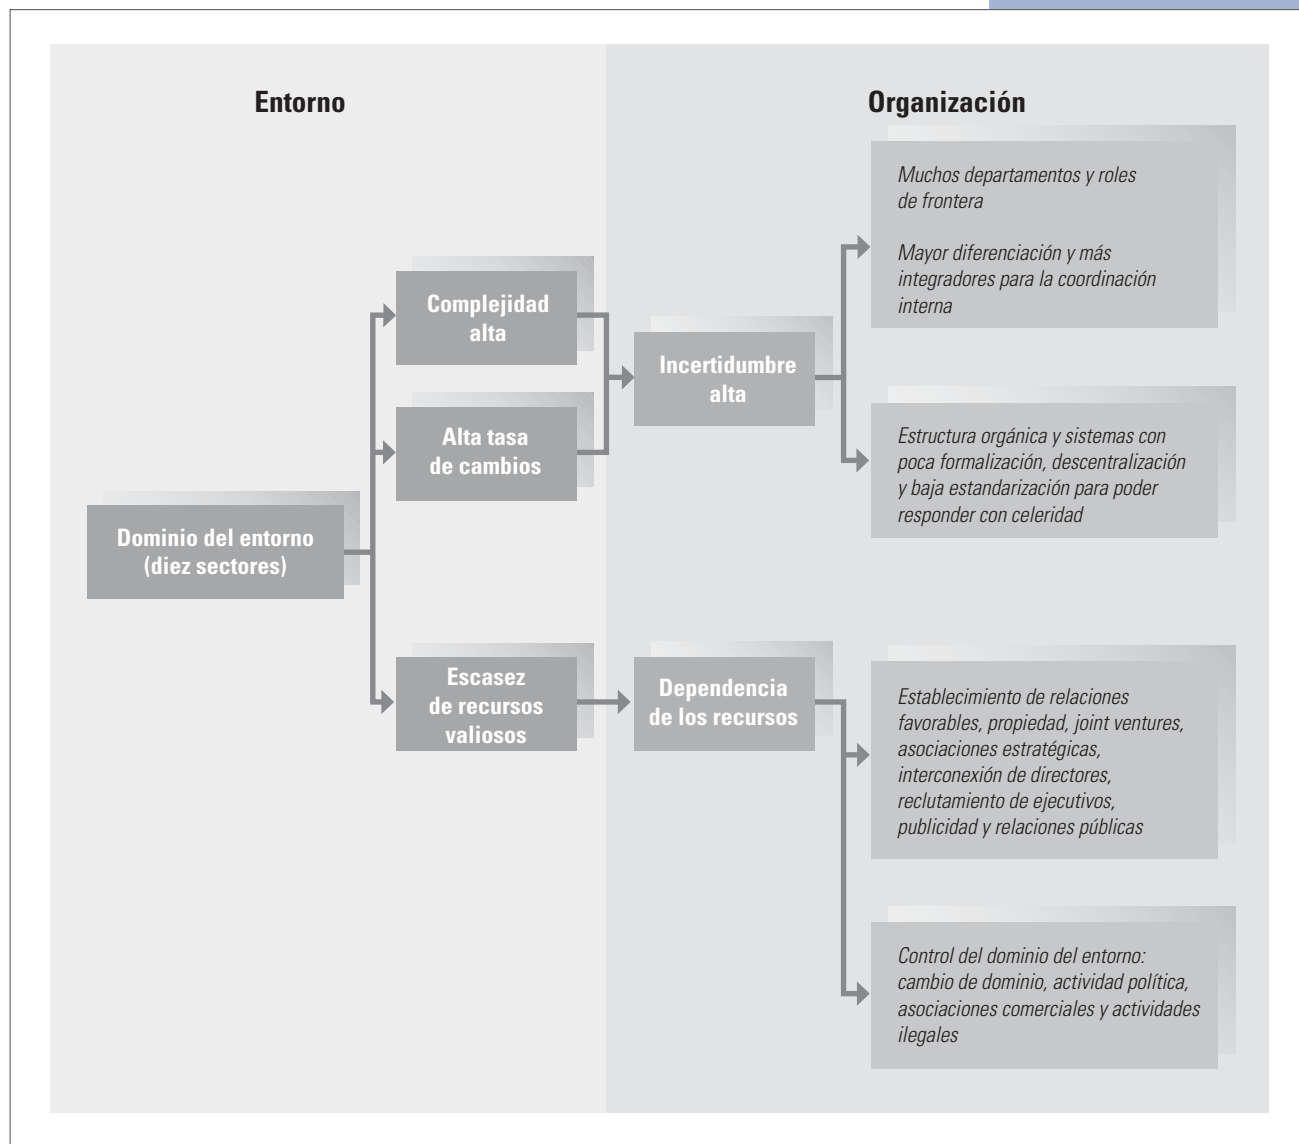 Entorno
Organización
Muchos departamentos y roles
de frontera
Mayor diferenciación y más
integradores para la coordinación
interna
Complejidad
alta
Incertidumbre
alta
Alta tasa
de cambios
Estructura orgánica y sistemas con
poca formalización, descentralización
y baja estandarización para poder
responder con celeridad
Dominio del entorno
(diez sectores)
Escasez
de recursos
valiosos
Dependencia
de los recursos
Establecimiento de relaciones
favorables, propiedad, joint ventures,
asociaciones estratégicas,
interconexión de directores,
reclutamiento de ejecutivos,
publicidad y relaciones públicas
Control del dominio del entorno:
cambio de dominio, actividad política,
asociaciones comerciales y actividades
ilegales